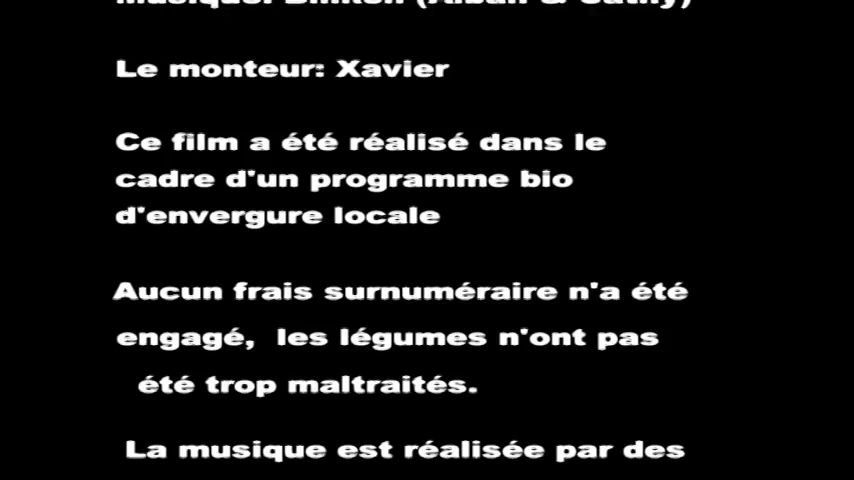 Le monteur: Xavier
Ce film a été réalisé dans le
cadre d'un programme bio
d'envergure locale
Aucun frais surnuméraire n'a été
engagé, les légumes n'ont pas
été trop maltraités.
La musique est réalisée par des